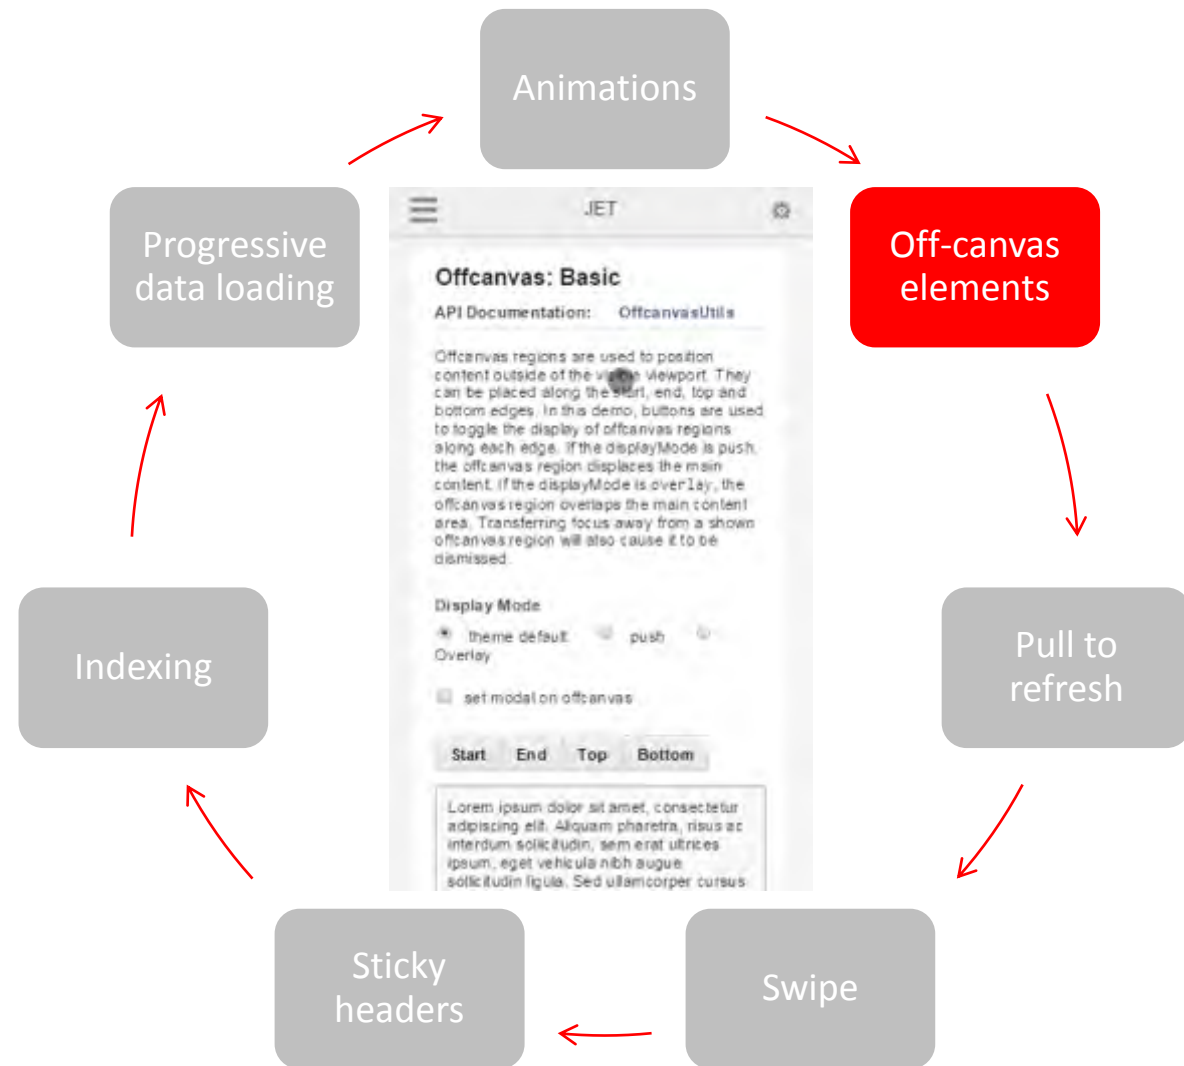 Animations
Progressive
data loading
Off-canvas
elements
JET
Offcanvas: Basic
API Documentation: OffcanvasUtils
Offcanvas regions are used to position
content outside of the visible viewport. They
can be placed along the start, end, top and
bottom edges. In this demo, buttons are used
to toggle the display of offcanvas regions
along each edge. If the displayMode is push,
the offcanvas region displaces the main
content. If the displayMode is overlay, the
offcanvas region overlaps the main content
area. Transferring focus away from a shown
offcanvas region will also cause it to be
dismissed.
Display Mode
theme default push
Overlay
set modal on offcanvas
Start End Top Bottom
Lorem ipsum dolor sit amet, consectetur
adipiscing elit. Aliquam pharetra, risus ac
interdum sollicitudin, sem erat ultrices
ipsum, eget vehicula nibh augue
sollicitudin ligula. Sed ullamcorper cursus
Indexing
Pull to
refresh
Sticky
headers
Swipe